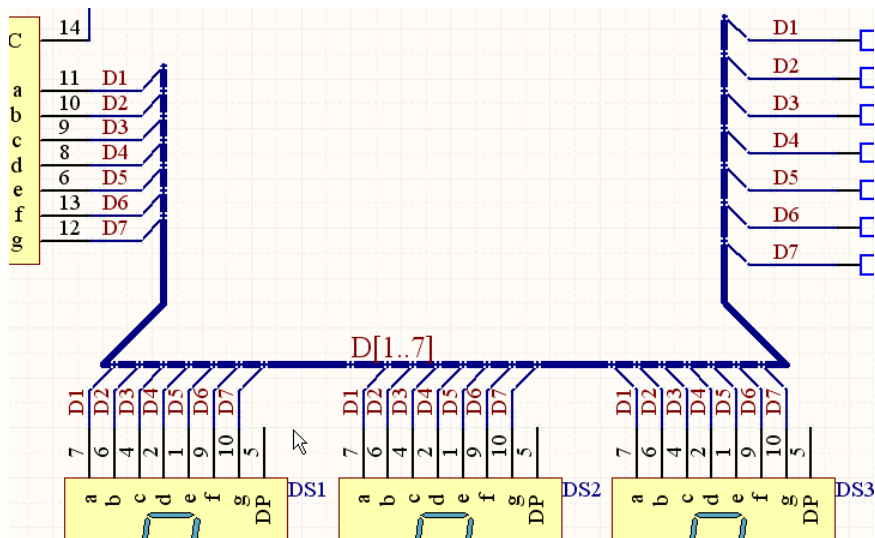 C 14
a 11 D1
b 10 D2
c 9 D3
d 8 D4
e 6 D5
f 13 D6
g 12 D7
D1
D2
D3
D4
D5
D6
D7
D[1..7]
D1 D2 D3 D4 D5 D6 D7
7 6 4 2 1 9 10 5
a b c d e f g DP
DS1
D1 D2 D3 D4 D5 D6 D7
7 6 4 2 1 9 10 5
a b c d e f g DP
DS2
D1 D2 D3 D4 D5 D6 D7
7 6 4 2 1 9 10 5
a b c d e f g DP
DS3